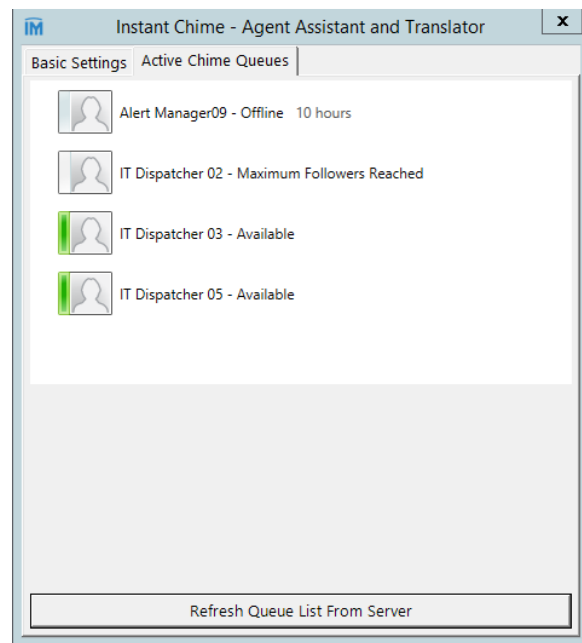 IM Instant Chime - Agent Assistant and Translator x
Basic Settings Active Chime Queues
Alert Manager09 - Offline 10 hours
IT Dispatcher 02 - Maximum Followers Reached
IT Dispatcher 03 - Available
IT Dispatcher 05 - Available
Refresh Queue List From Server